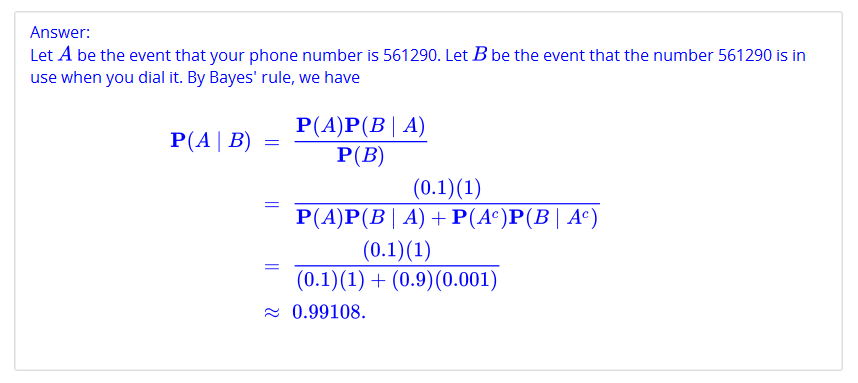 Answer:
Let A be the event that your phone number is 561290. Let B be the event that the number 561290 is in
use when you dial it. By Bayes' rule, we have
P(A | B) = P(A)P(B | A) / P(B)
= (0.1)(1) / P(A)P(B | A) + P(Aᶜ)P(B | Aᶜ)
= (0.1)(1) / (0.1)(1) + (0.9)(0.001)
≈ 0.99108.